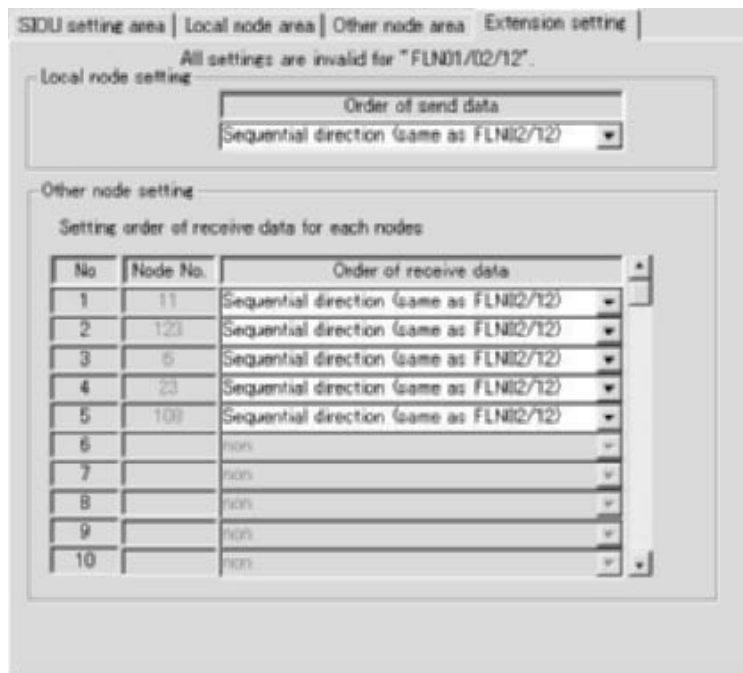 SIOU setting area Local node area Other node area Extension setting
All settings are invalid for "FLN01/02/12".
Local node setting
Order of send data
Sequential direction (same as FLN02/12)
Other node setting
Setting order of receive data for each nodes
No Node No. Order of receive data
1 11 Sequential direction (same as FLN02/12)
2 123 Sequential direction (same as FLN02/12)
3 6 Sequential direction (same as FLN02/12)
4 23 Sequential direction (same as FLN02/12)
5 100 Sequential direction (same as FLN02/12)
6 non
7 non
8 non
9 non
10 non